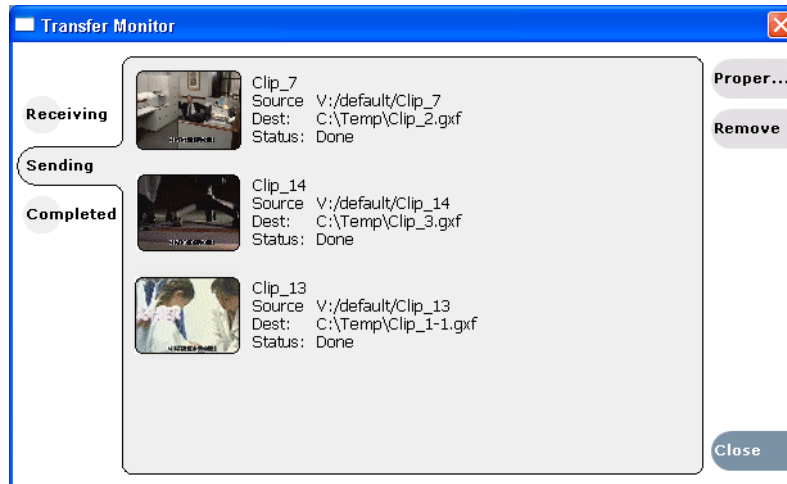 Transfer Monitor
Receiving
Sending
Completed
Clip_7
Source V:/default/Clip_7
Dest: C:\Temp\Clip_2.gxf
Status: Done
Clip_14
Source V:/default/Clip_14
Dest: C:\Temp\Clip_3.gxf
Status: Done
Clip_13
Source V:/default/Clip_13
Dest: C:\Temp\Clip_1-1.gxf
Status: Done
Proper...
Remove
Close